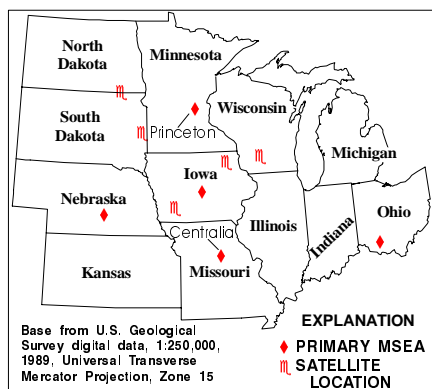 North
Dakota
Minnesota
South
Dakota
Princeton
Wisconsin
Michigan
Iowa
Nebraska
Centralia
Illinois
Indiana
Ohio
Kansas
Missouri
Base from U.S. Geological
Survey digital data, 1:250,000,
1989, Universal Transverse
Mercator Projection, Zone 15
EXPLANATION
PRIMARY MSEA
SATELLITE
LOCATION